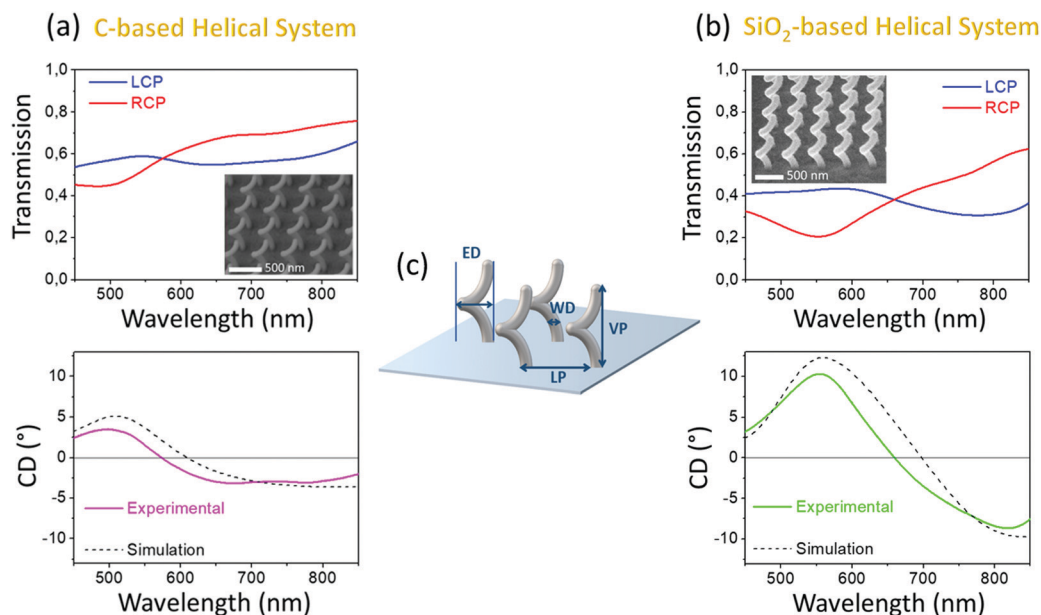 (a) C-based Helical System
1,0
0,8
0,6
0,4
0,2
0,0
Transmission
LCP
RCP
500 nm
450 500 550 600 650 700 750 800
Wavelength (nm)
10
5
0
-5
-10
CD (°)
Experimental
Simulation
500 600 700 800
Wavelength (nm)
(c)
ED
WD
VP
LP
(b) SiO₂-based Helical System
1,0
0,8
0,6
0,4
0,2
0,0
Transmission
LCP
RCP
500 nm
500 600 700 800
Wavelength (nm)
10
5
0
-5
-10
CD (°)
Experimental
Simulation
500 600 700 800
Wavelength (nm)